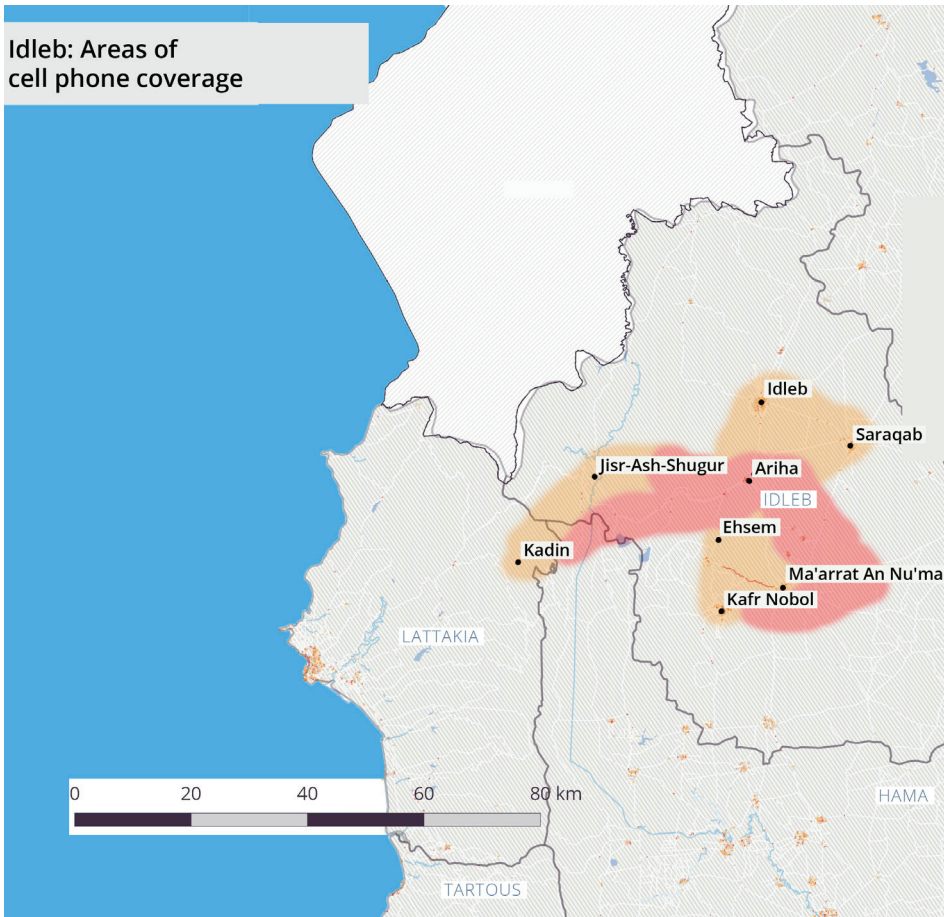 Idleb: Areas of
cell phone coverage
Idleb
Saraqab
Jisr-Ash-Shugur
Ariha
IDLEB
Ehsem
Kadin
Ma'arrat An Nu'ma
Kafr Nobol
LATTAKIA
0 20 40 60 80 km
HAMA
TARTOUS